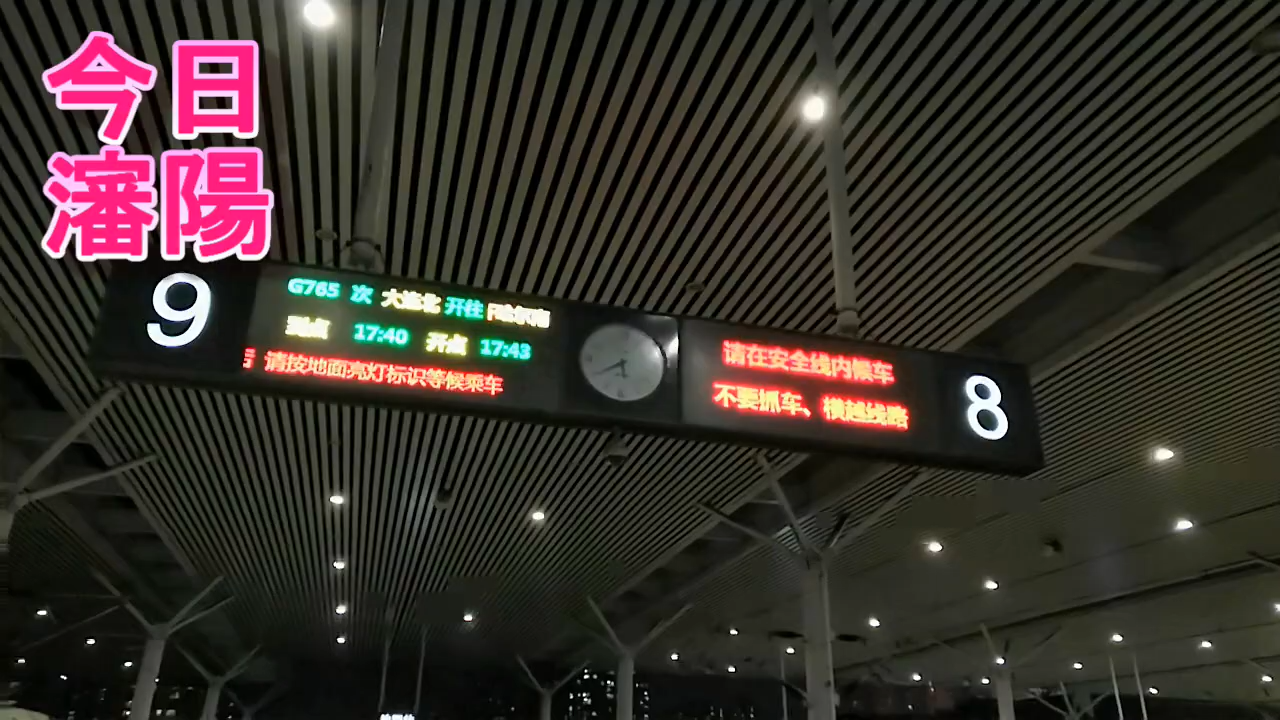 今日
瀋陽
9
G765 次 大连北 开往 哈尔
到点 17:40 开点 17:43
请按地面亮灯标识等候乘车
请在安全线内候车
不要抓车、横越线路
8